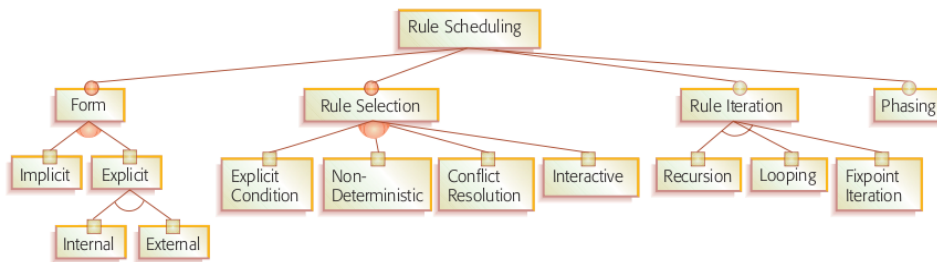 Rule Scheduling
Form
Rule Selection
Rule Iteration
Phasing
Implicit
Explicit
Explicit
Condition
Non-
Deterministic
Conflict
Resolution
Interactive
Recursion
Looping
Fixpoint
Iteration
Internal
External